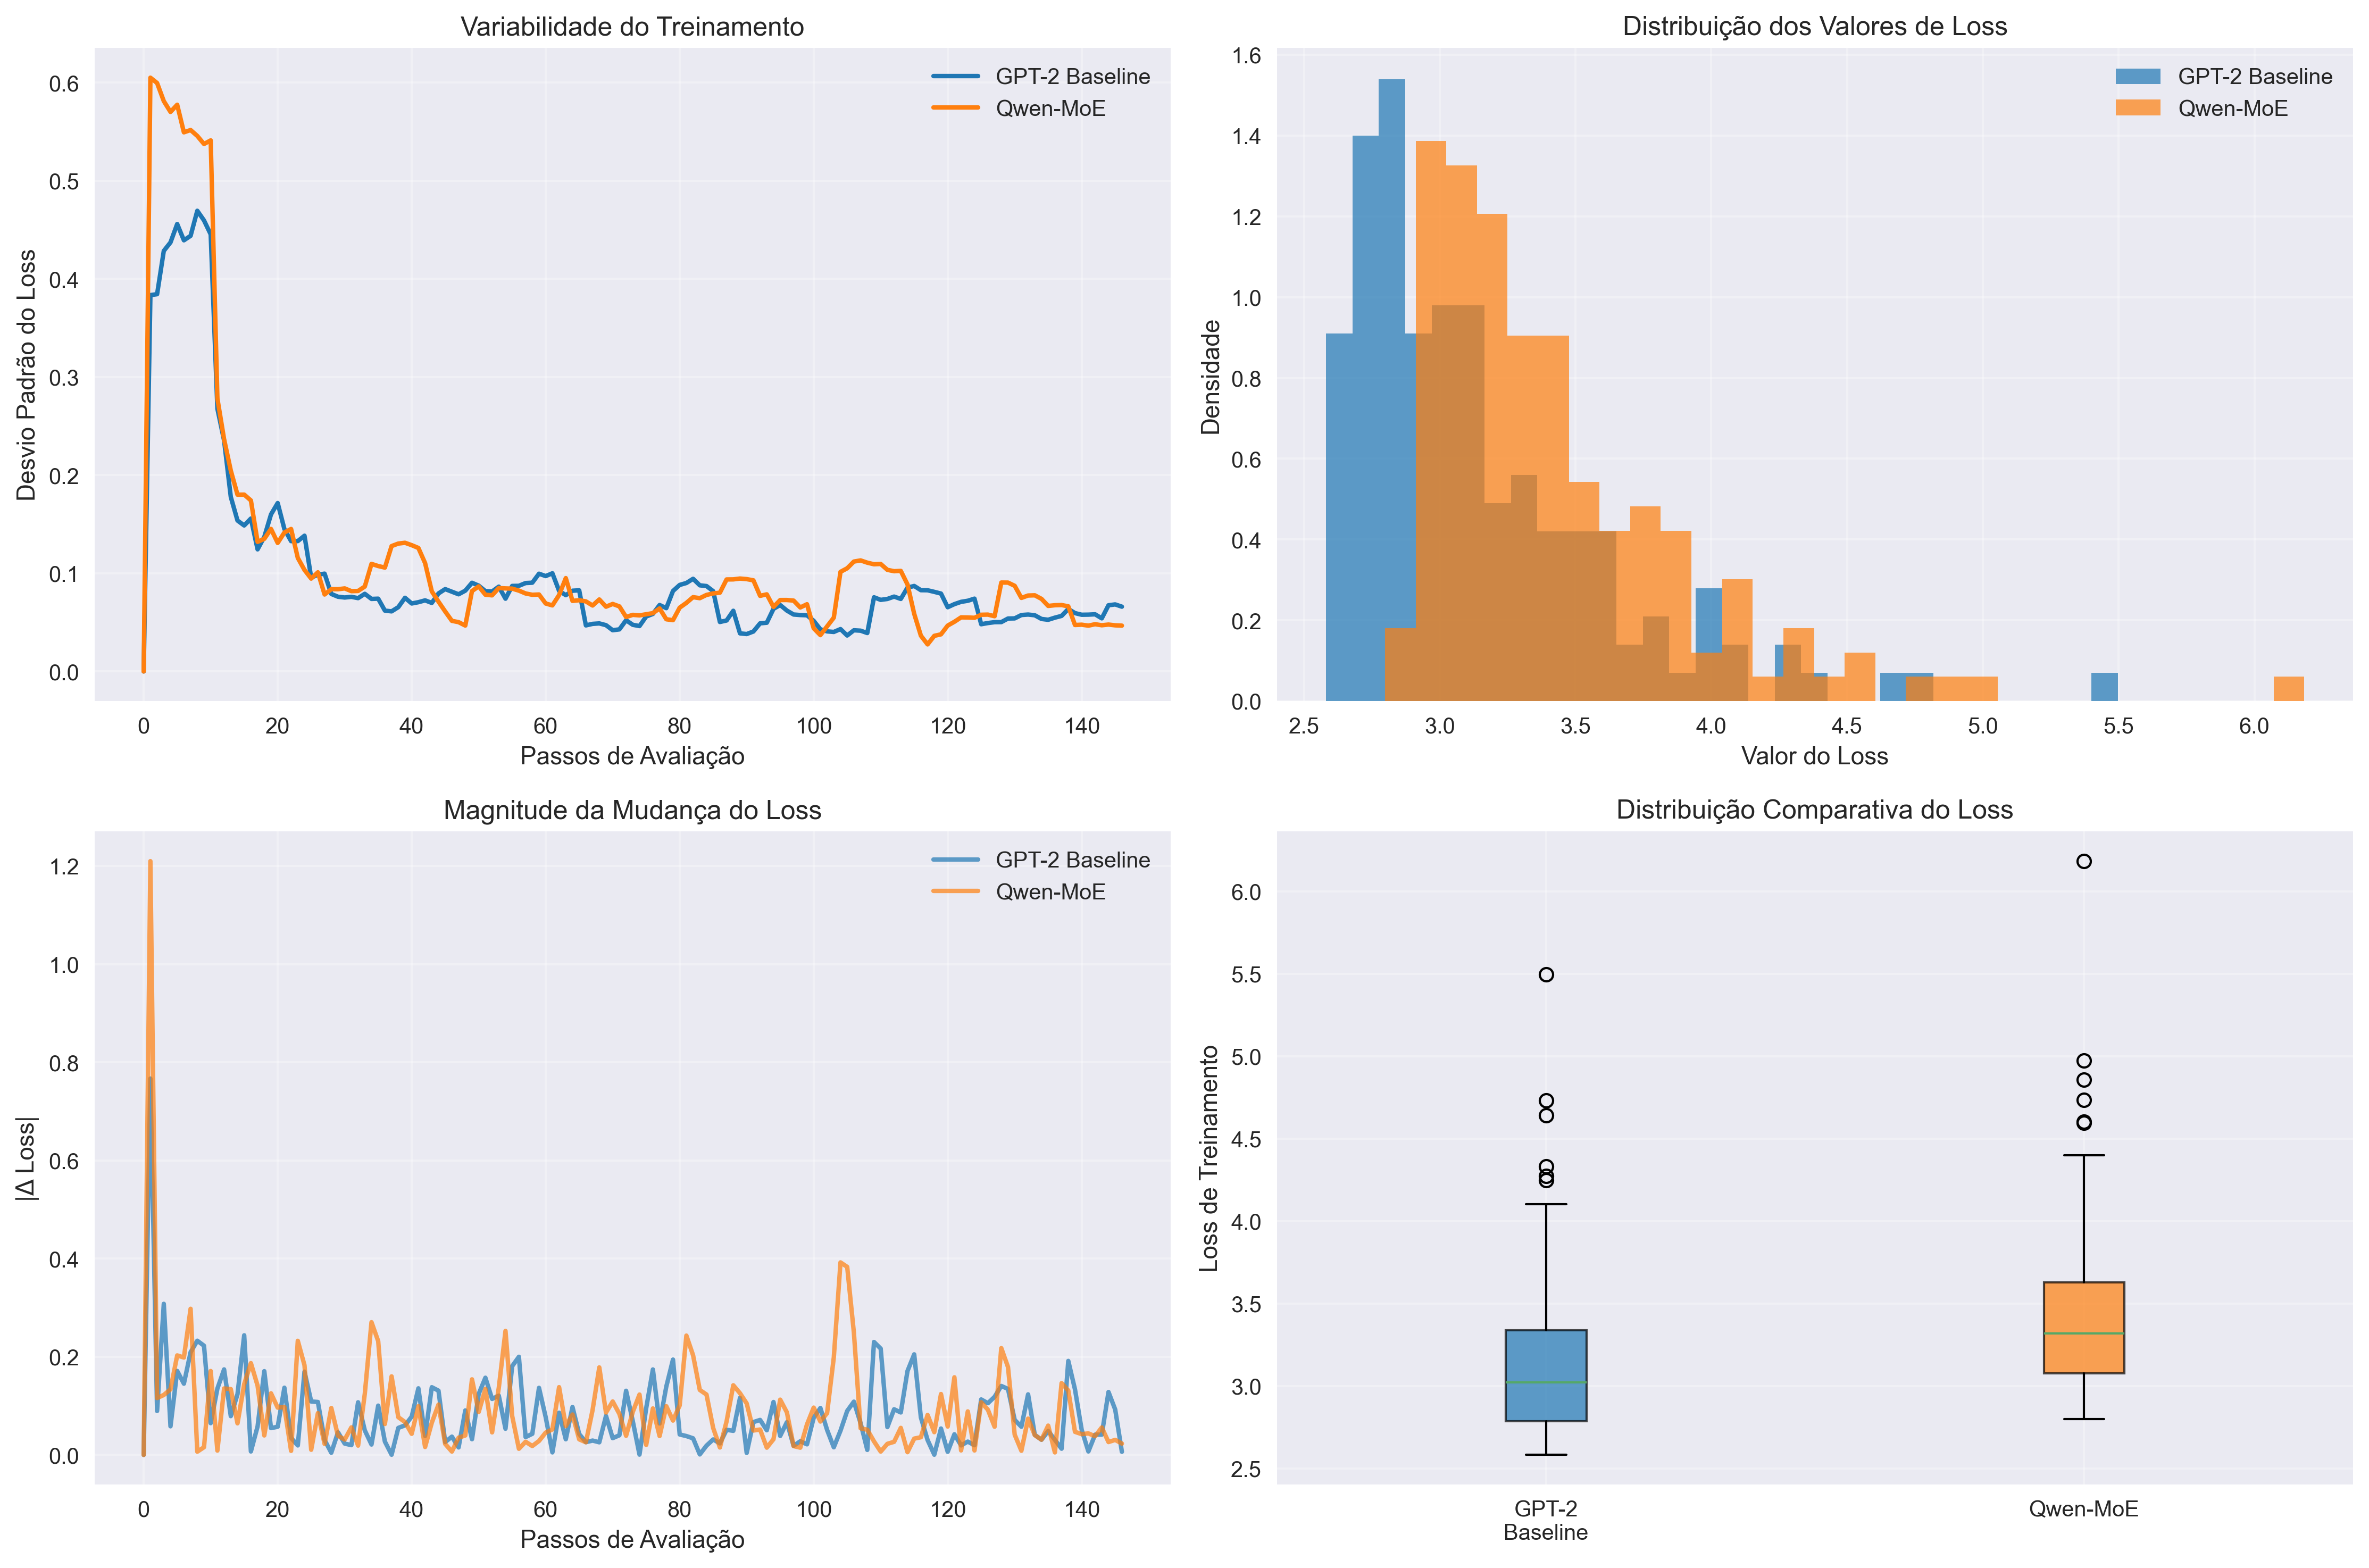 Variabilidade do Treinamento
GPT-2 Baseline
Qwen-MoE
Desvio Padrão do Loss
0.6
0.5
0.4
0.3
0.2
0.1
0.0
0 20 40 60 80 100 120 140
Passos de Avaliação
Distribuição dos Valores de Loss
GPT-2 Baseline
Qwen-MoE
Densidade
1.6
1.4
1.2
1.0
0.8
0.6
0.4
0.2
0.0
2.5 3.0 3.5 4.0 4.5 5.0 5.5 6.0
Valor do Loss
Magnitude da Mudança do Loss
GPT-2 Baseline
Qwen-MoE
|Δ Loss|
1.2
1.0
0.8
0.6
0.4
0.2
0.0
0 20 40 60 80 100 120 140
Passos de Avaliação
Distribuição Comparativa do Loss
Loss de Treinamento
6.0
5.5
5.0
4.5
4.0
3.5
3.0
2.5
GPT-2
Baseline
Qwen-MoE